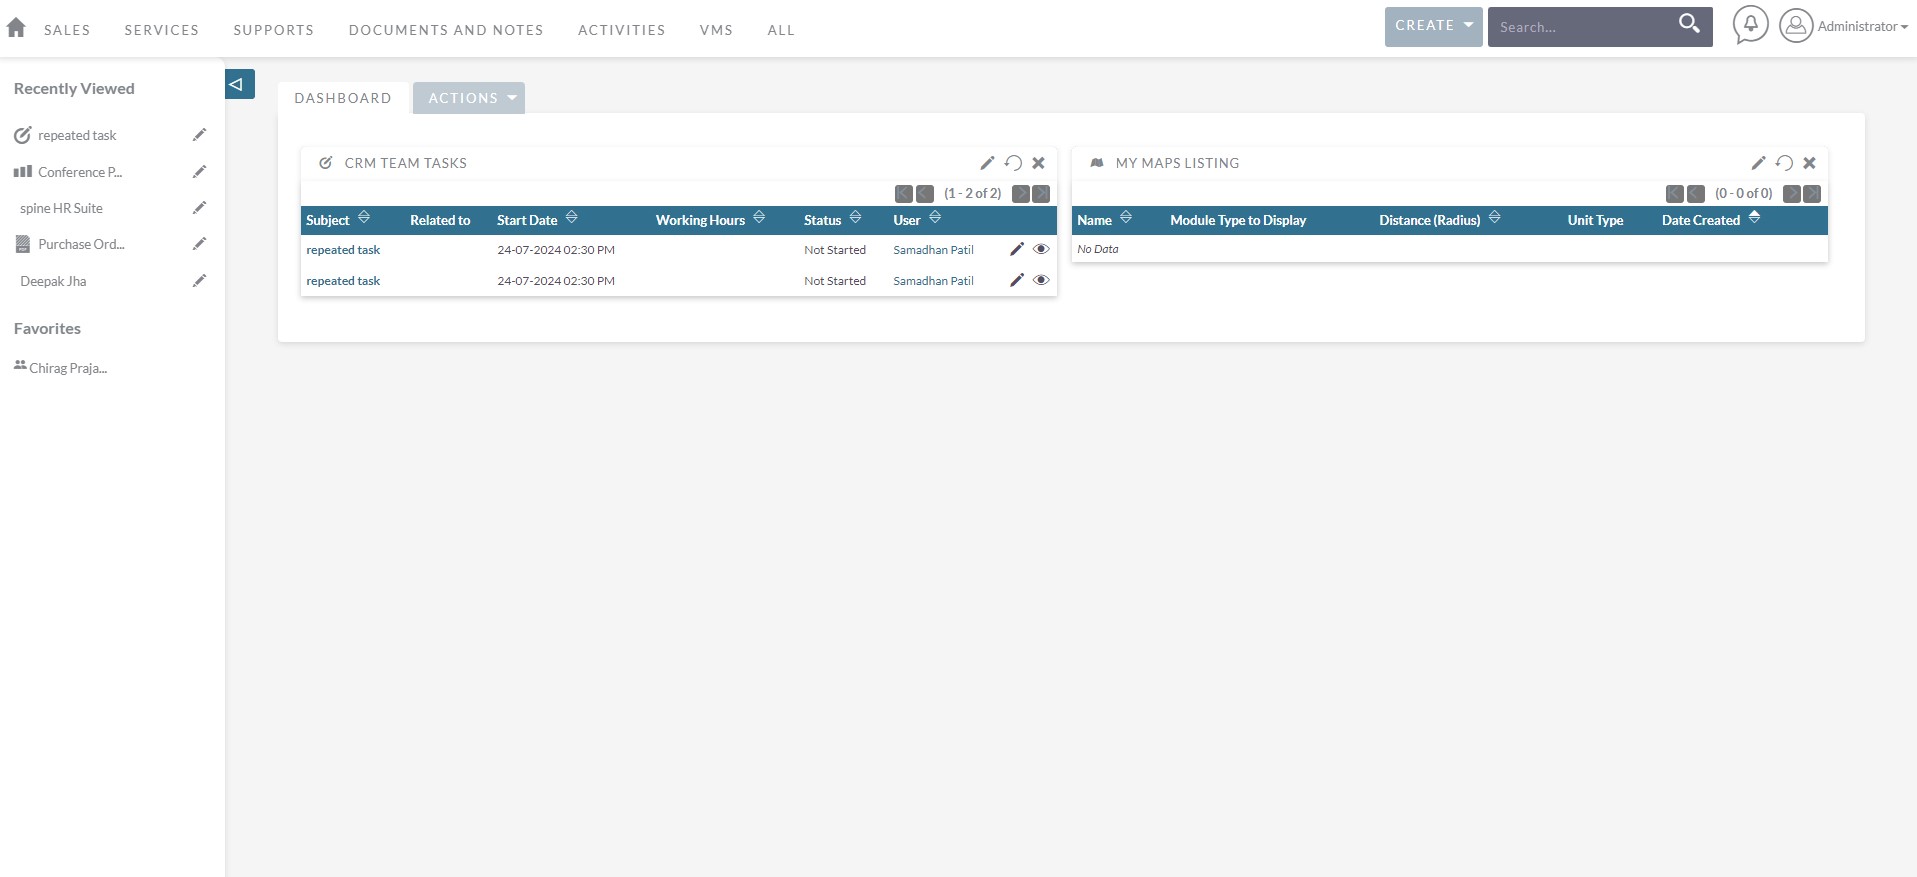 SALES SERVICES SUPPORTS DOCUMENTS AND NOTES ACTIVITIES VMS ALL CREATE Search... Administrator
Recently Viewed
repeated task
Conference P...
spine HR Suite
Purchase Ord...
Deepak Jha
Favorites
Chirag Praja...
DASHBOARD ACTIONS
CRM TEAM TASKS
(1 - 2 of 2)
Subject Related to Start Date Working Hours Status User
repeated task 24-07-2024 02:30 PM Not Started Samadhan Patil
repeated task 24-07-2024 02:30 PM Not Started Samadhan Patil
MY MAPS LISTING
(0 - 0 of 0)
Name Module Type to Display Distance (Radius) Unit Type Date Created
No Data